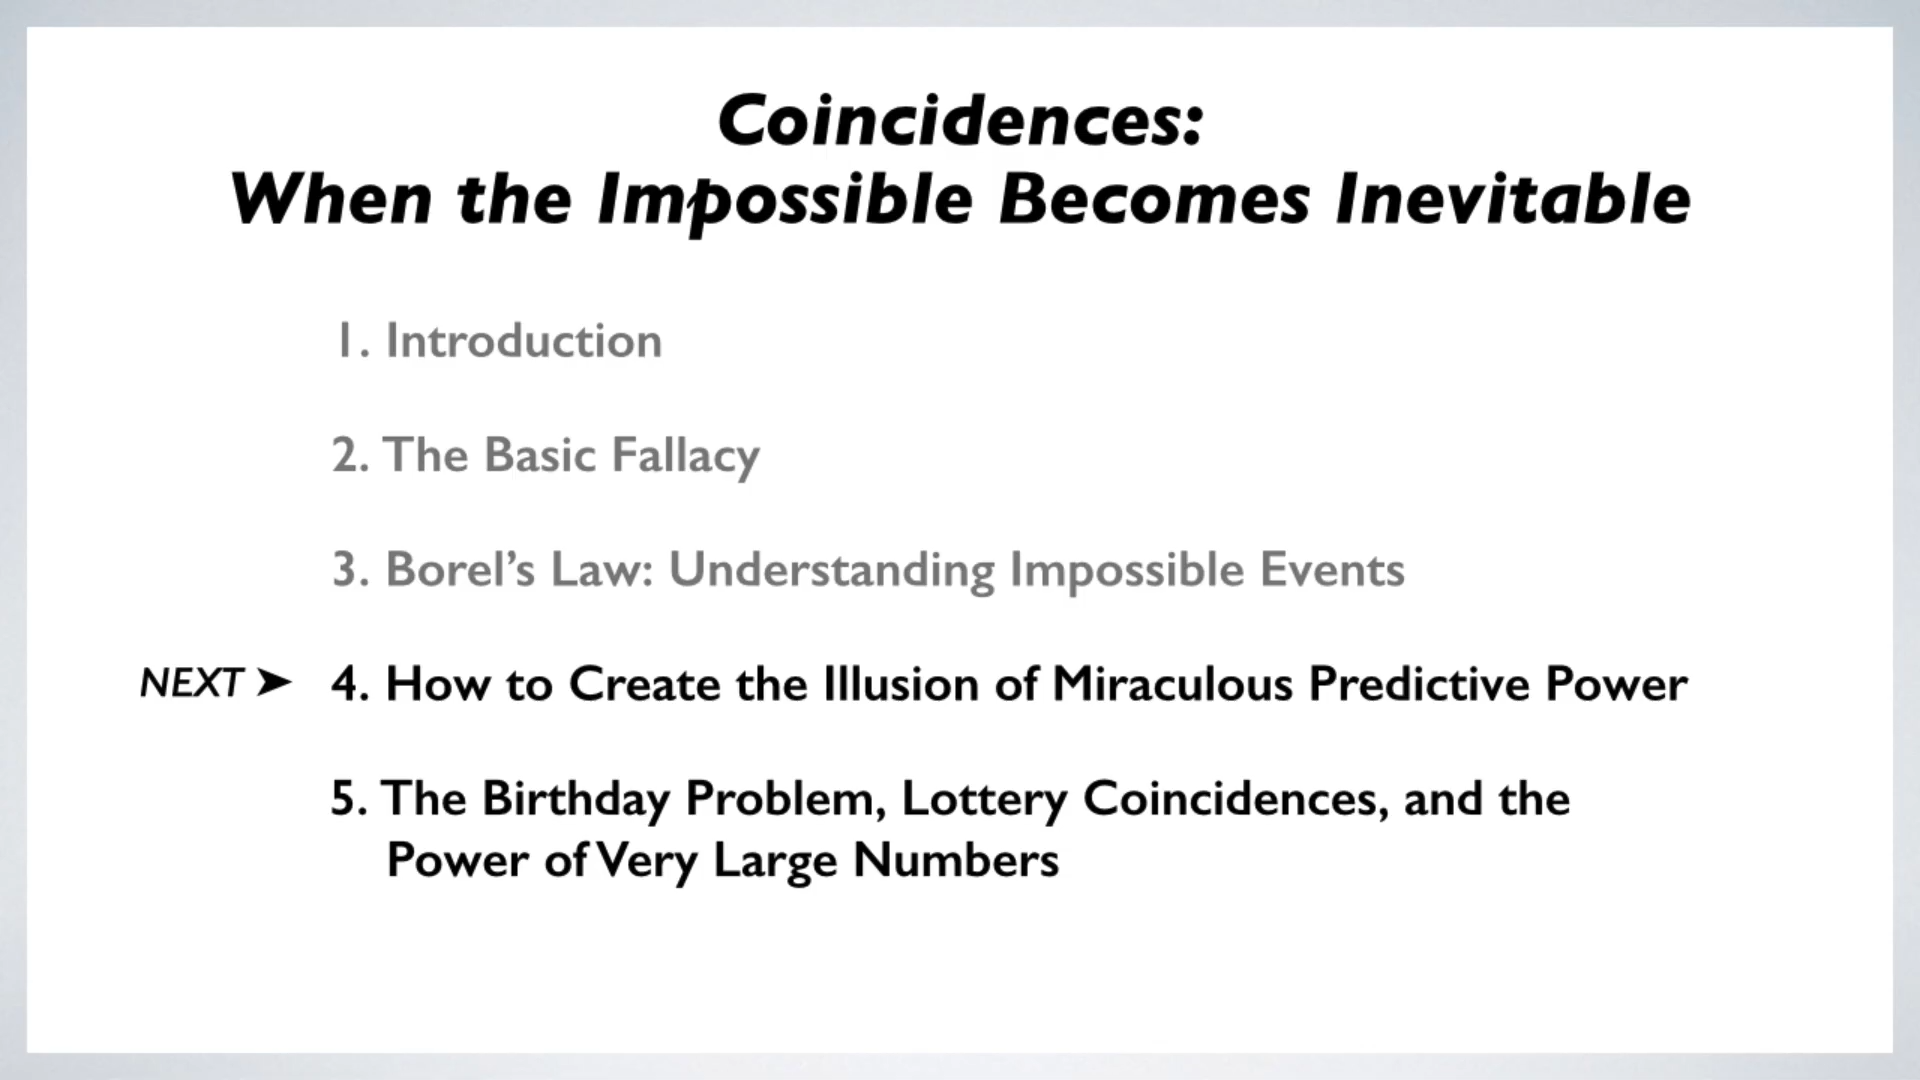 Coincidences:
When the Impossible Becomes Inevitable
1. Introduction
2. The Basic Fallacy
3. Borel’s Law: Understanding Impossible Events
NEXT ➤ 4. How to Create the Illusion of Miraculous Predictive Power
5. The Birthday Problem, Lottery Coincidences, and the
Power of Very Large Numbers